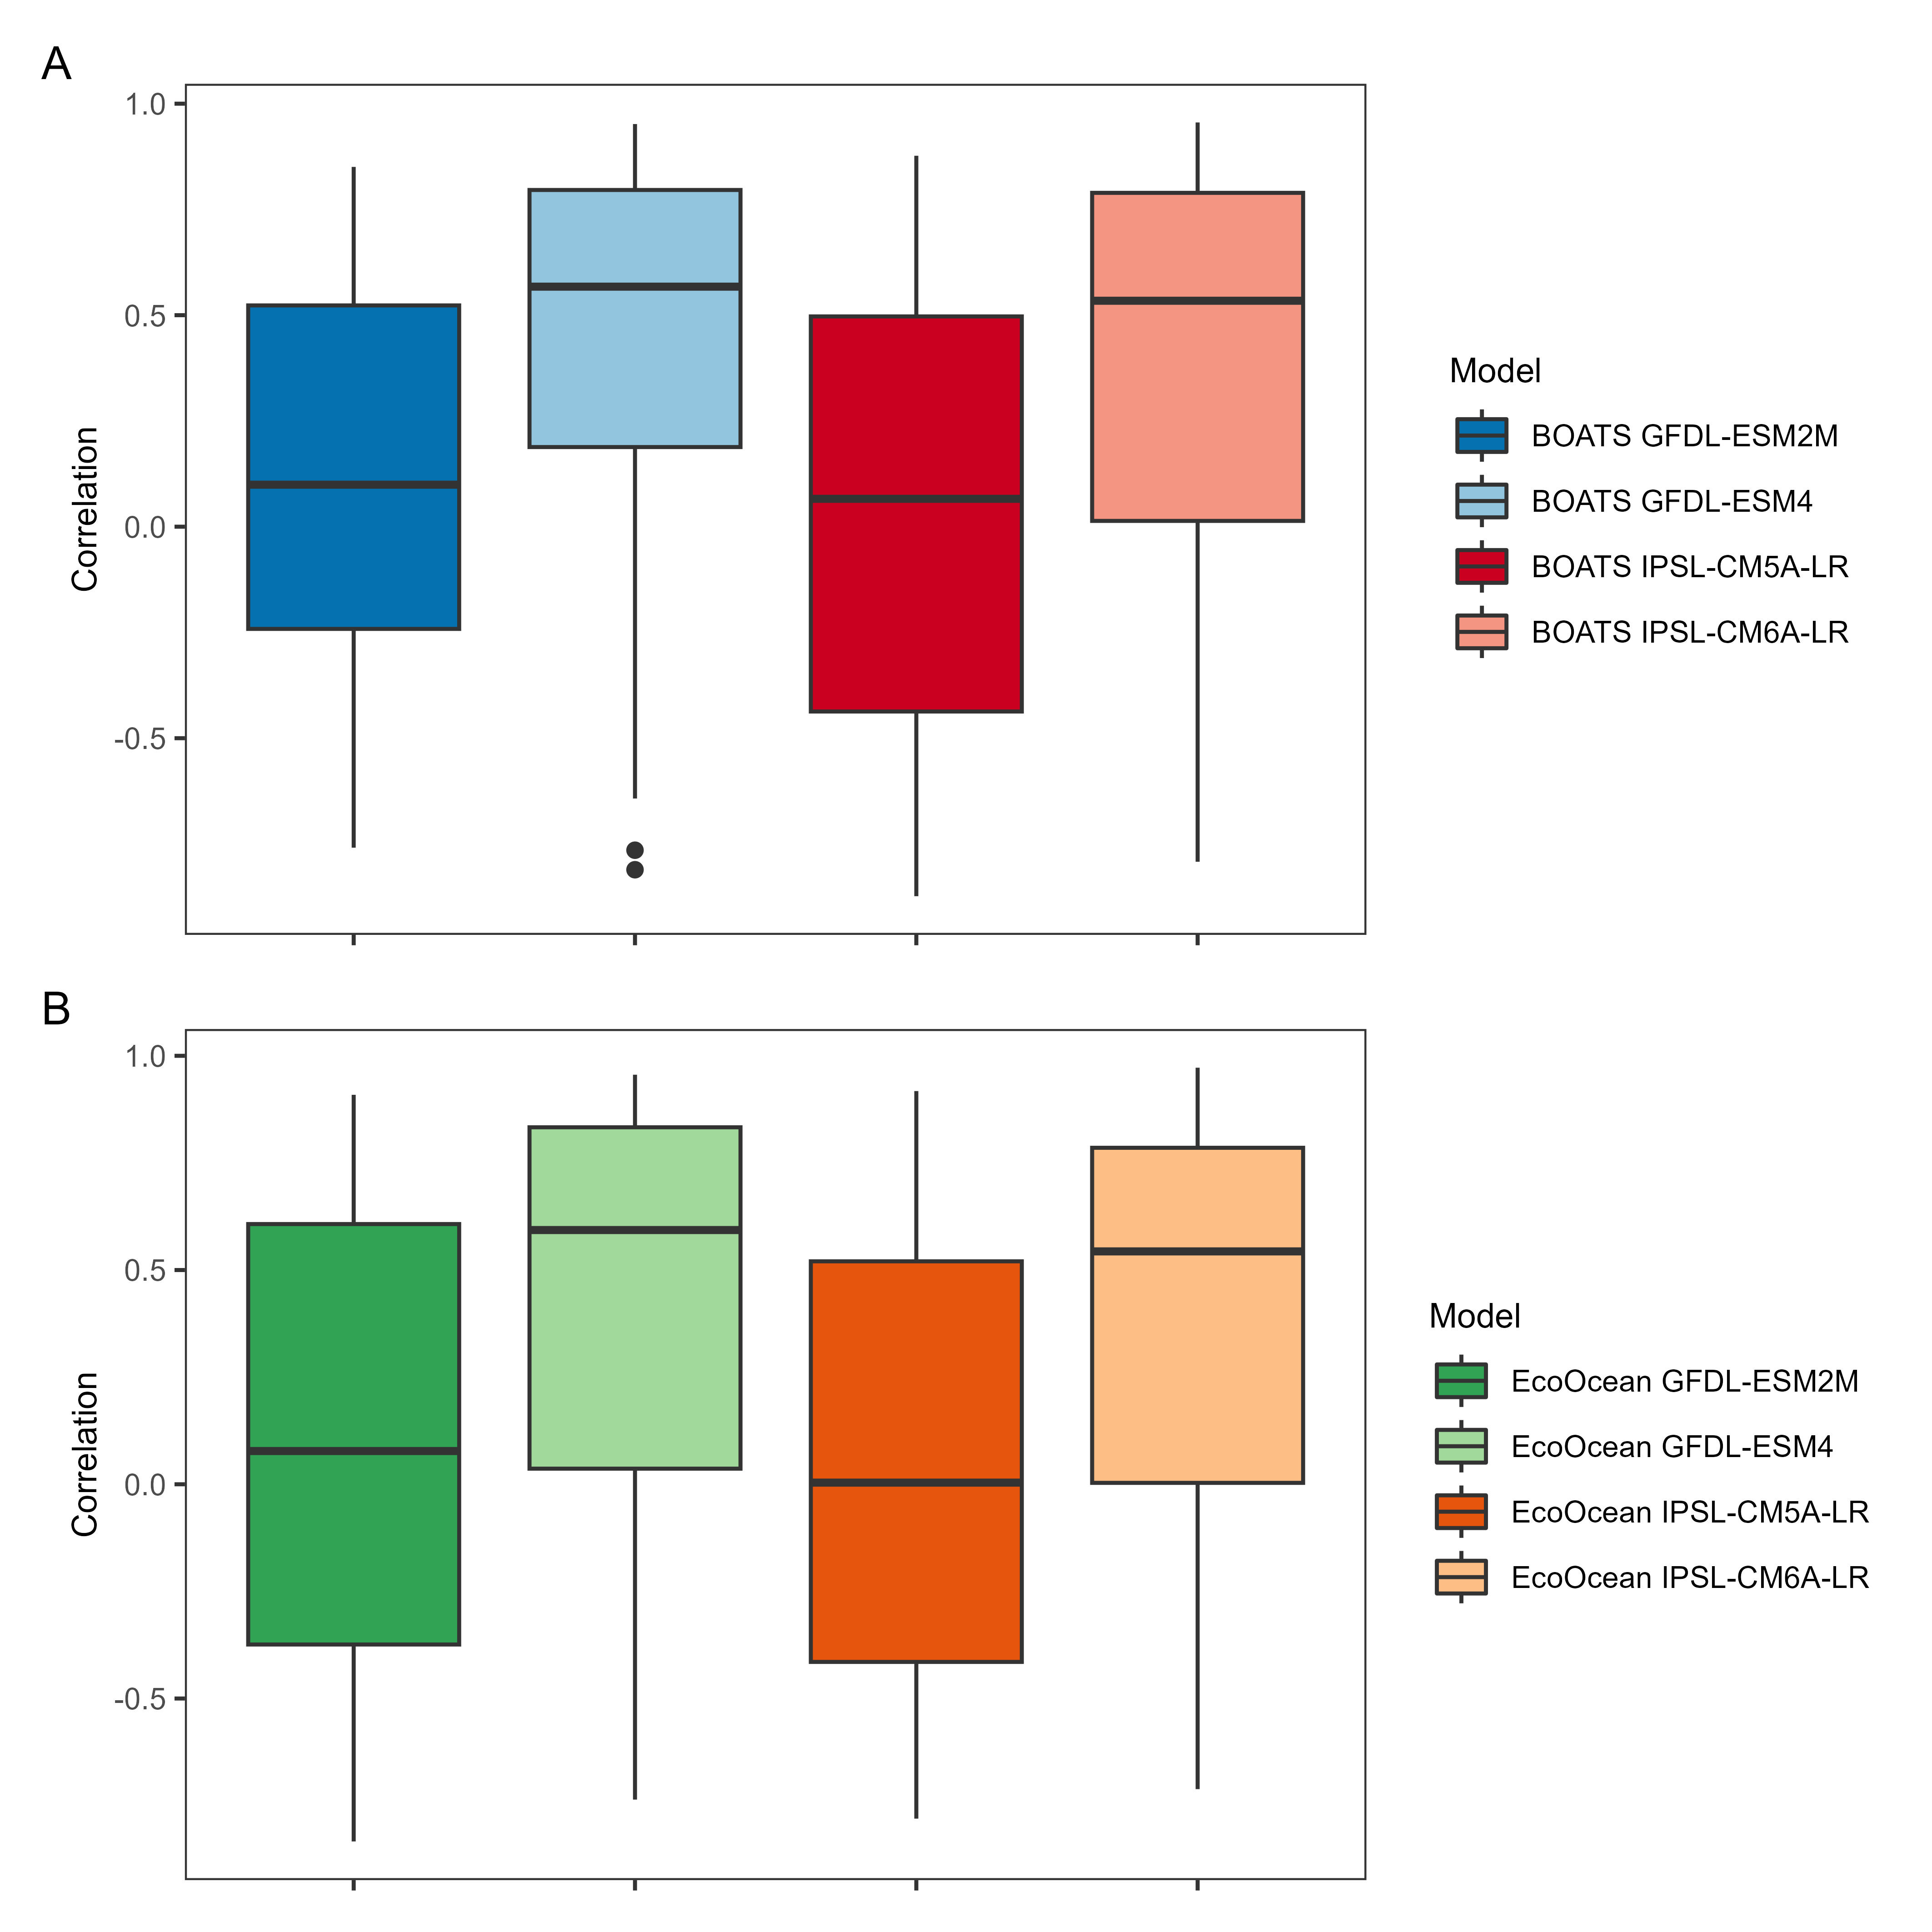 A
1.0
0.5
0.0
-0.5
Correlation
Model
BOATS GFDL-ESM2M
BOATS GFDL-ESM4
BOATS IPSL-CM5A-LR
BOATS IPSL-CM6A-LR
B
1.0
0.5
0.0
-0.5
Correlation
Model
EcoOcean GFDL-ESM2M
EcoOcean GFDL-ESM4
EcoOcean IPSL-CM5A-LR
EcoOcean IPSL-CM6A-LR